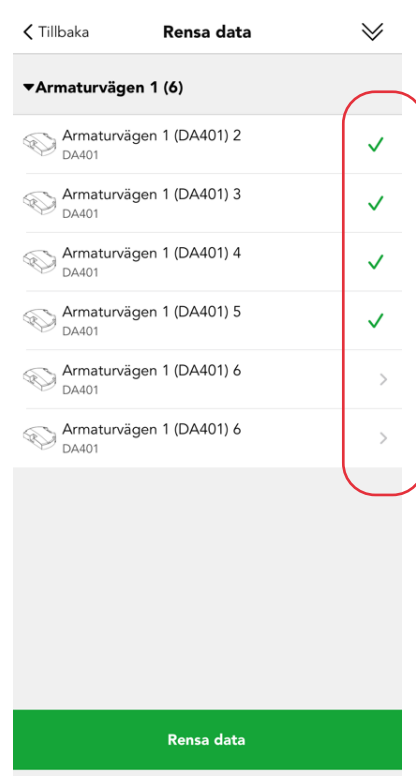 Tillbaka Rensa data
Armaturvägen 1 (6)
Armaturvägen 1 (DA401) 2
DA401
Armaturvägen 1 (DA401) 3
DA401
Armaturvägen 1 (DA401) 4
DA401
Armaturvägen 1 (DA401) 5
DA401
Armaturvägen 1 (DA401) 6
DA401
Armaturvägen 1 (DA401) 6
DA401
Rensa data